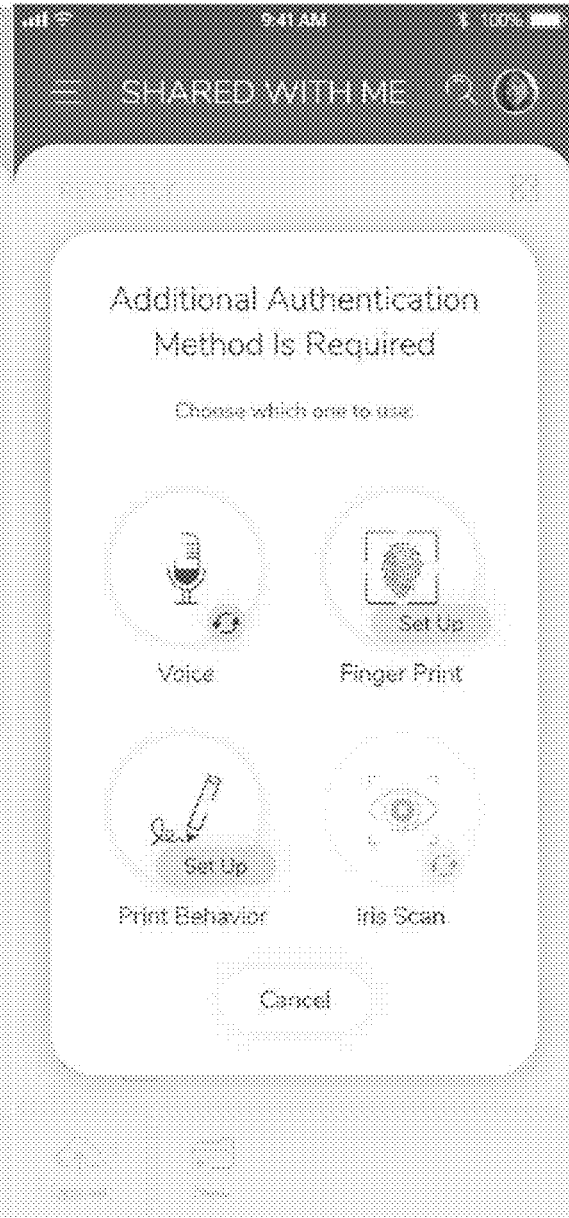 9:41 AM
100%
SHARED WITH ME
Additional Authentication
Method Is Required
Choose which one to use:
Set Up
Voice
Finger Print
Set Up
Print Behavior
Iris Scan
Cancel